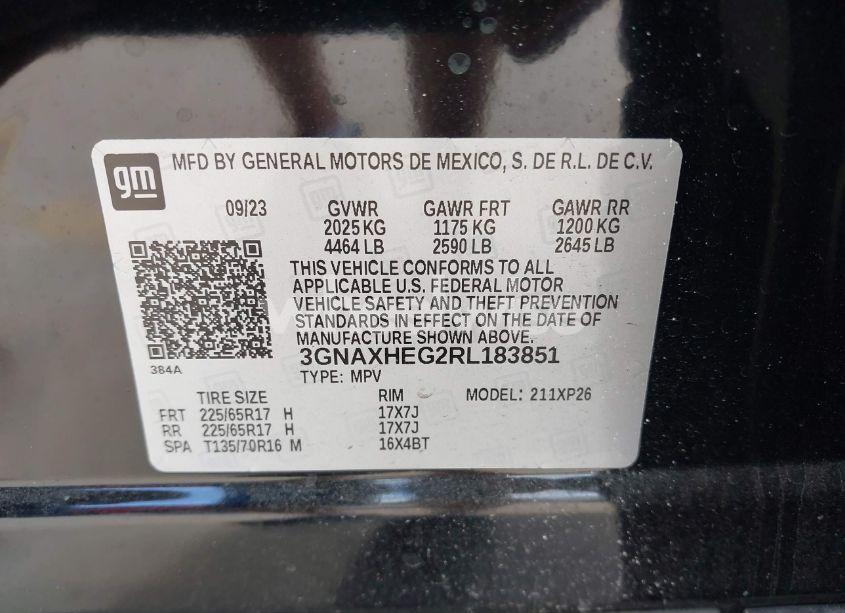 gm
MFD BY GENERAL MOTORS DE MEXICO, S. DE R.L. DE C.V.
09/23 GVWR GAWR FRT GAWR RR
2025 KG 1175 KG 1200 KG
4464 LB 2590 LB 2645 LB
THIS VEHICLE CONFORMS TO ALL
APPLICABLE U.S. FEDERAL MOTOR
VEHICLE SAFETY AND THEFT PREVENTION
STANDARDS IN EFFECT ON THE DATE OF
MANUFACTURE SHOWN ABOVE.
3GNAXHEG2RL183851
384A
TYPE: MPV
TIRE SIZE RIM MODEL: 211XP26
FRT 225/65R17 H 17X7J
RR 225/65R17 H 17X7J
SPA T135/70R16 M 16X4BT